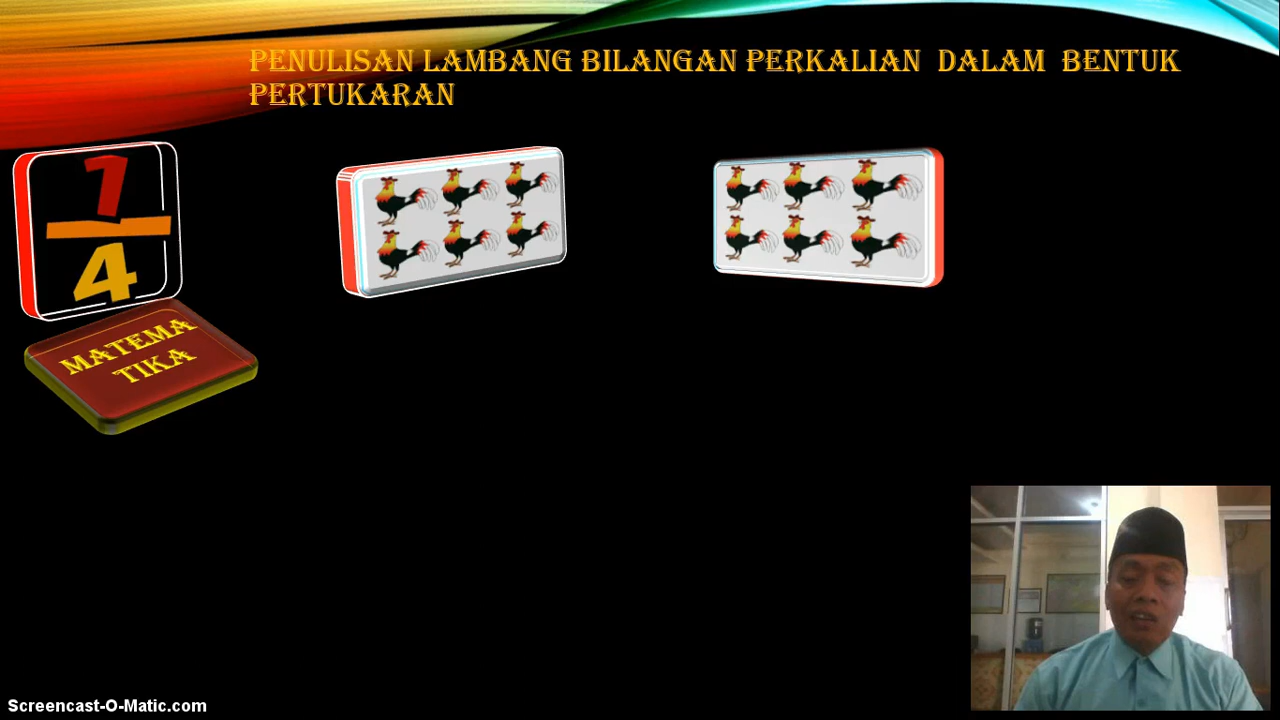 PENULISAN LAMBANG BILANGAN PERKALIAN DALAM BENTUK
PERTUKARAN
1
4
MATEMA
TIKA
Screencast-O-Matic.com